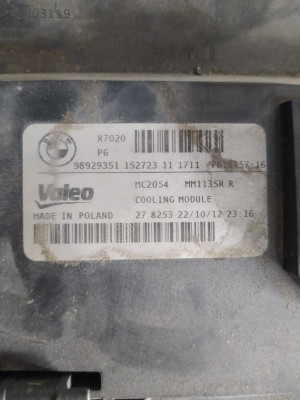 R7020
P6
98929351 152723 11 1711
Valeo
MC2054 MM113SR R
COOLING MODULE
MADE IN POLAND 27 8253 22/10/12 23:16